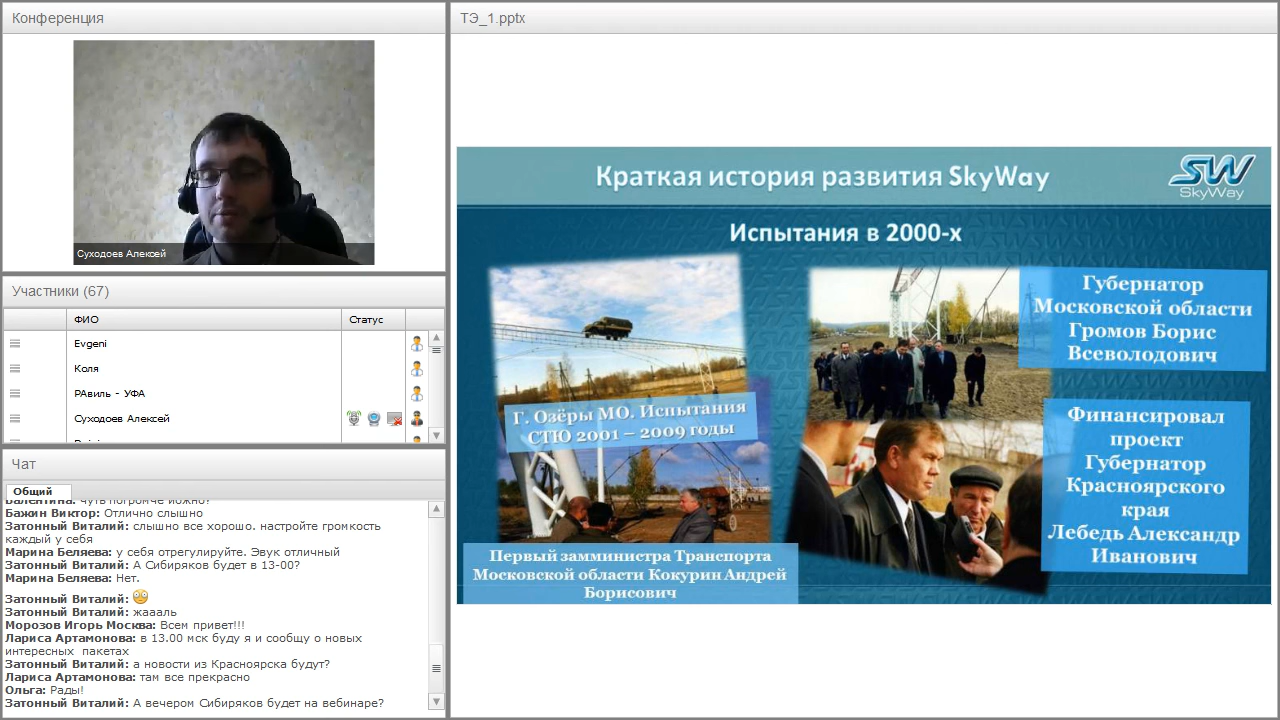 Конференция
Суходоев Алексей
Участники (67)
ФИО
Статус
Evgeni
Коля
РАвиль - УФА
Суходоев Алексей
Чат
Общий
Валентина: чуть погромче можно?
Бажин Виктор: Отлично слышно
Затонный Виталий: слышно все хорошо. настройте громкость
каждый у себя
Марина Беляева: у себя отрегулируйте. Звук отличный
Затонный Виталий: А Сибиряков будет в 13-00?
Марина Беляева: Нет.
Затонный Виталий:
Затонный Виталий: жаааль
Морозов Игорь Москва: Всем привет!!!
Лариса Артамонова: в 13.00 мск буду я и сообщу о новых
интересных пакетах
Затонный Виталий: а новости из Красноярска будут?
Лариса Артамонова: там все прекрасно
Ольга: Рады!
Затонный Виталий: А вечером Сибиряков будет на вебинаре?
ТЭ_1.pptx
Краткая история развития SkyWay
SW
SkyWay
Испытания в 2000-х
Г. Озёры МО. Испытания
СТЮ 2001 – 2009 годы
Первый замминистра Транспорта
Московской области Кокурин Андрей
Борисович
Губернатор
Московской области
Громов Борис
Всеволодович
Финансировал
проект
Губернатор
Красноярского
края
Лебедь Александр
Иванович